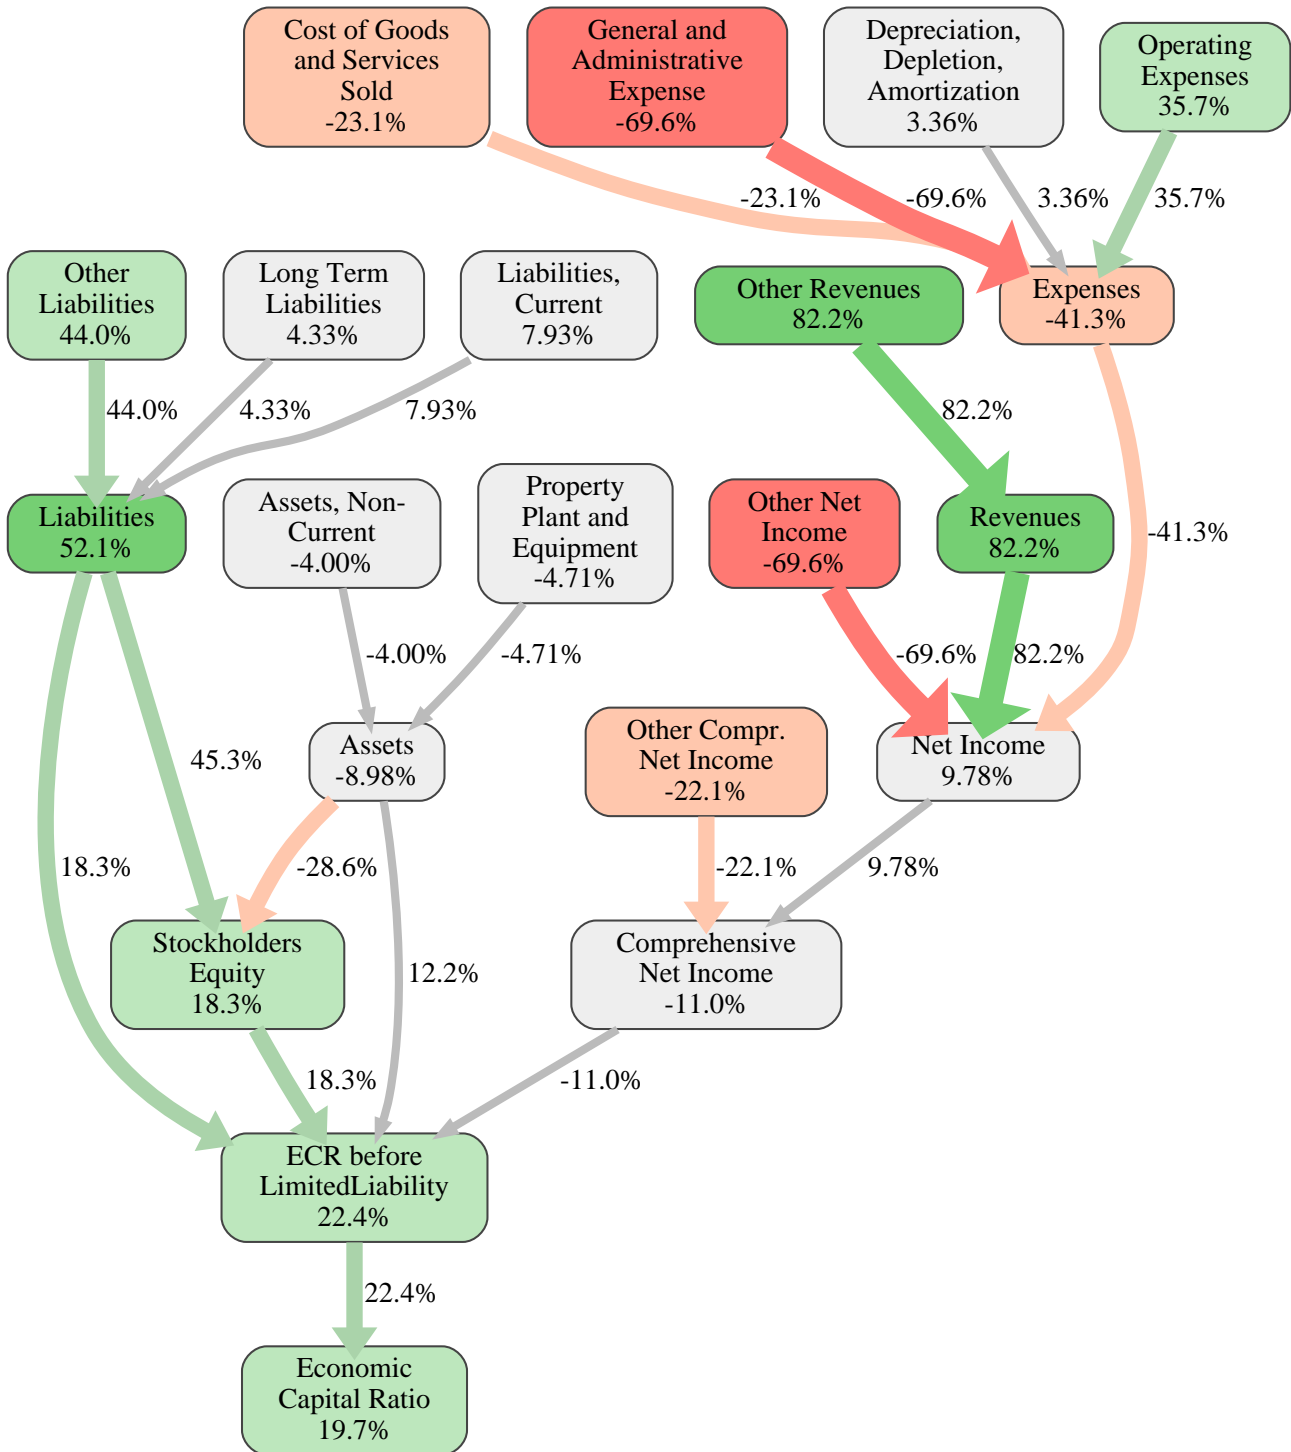 Cost of Goods
and Services
Sold
-23.1%
General and
Administrative
Expense
-69.6%
Depreciation,
Depletion,
Amortization
3.36%
Operating
Expenses
35.7%
-23.1%
-69.6%
3.36%
35.7%
Other
Liabilities
44.0%
Long Term
Liabilities
4.33%
Liabilities,
Current
7.93%
Other Revenues
82.2%
Expenses
-41.3%
44.0%
4.33%
7.93%
82.2%
Liabilities
52.1%
Assets, Non-
Current
-4.00%
Property
Plant and
Equipment
-4.71%
Other Net
Income
-69.6%
Revenues
82.2%
-41.3%
-4.00%
-4.71%
-69.6%
82.2%
45.3%
Assets
-8.98%
Other Compr.
Net Income
-22.1%
Net Income
9.78%
18.3%
-28.6%
-22.1%
9.78%
Stockholders
Equity
18.3%
12.2%
Comprehensive
Net Income
-11.0%
18.3%
-11.0%
ECR before
LimitedLiability
22.4%
22.4%
Economic
Capital Ratio
19.7%